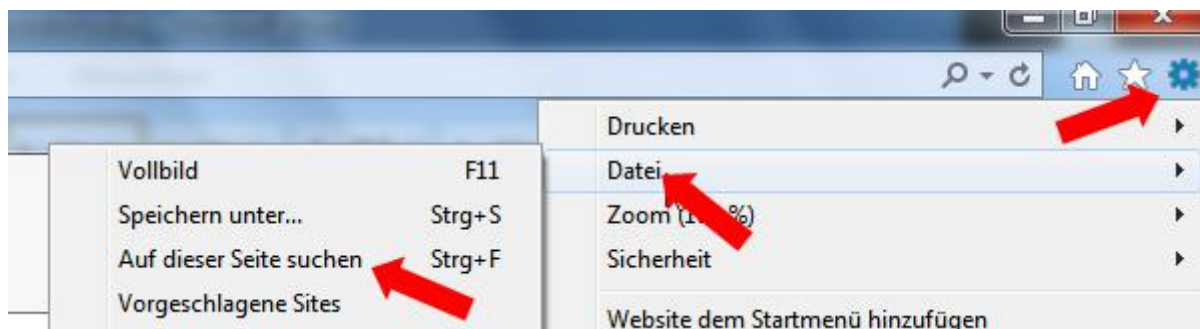 Drucken
Datei
Zoom (1 %)
Sicherheit
Website dem Startmenü hinzufügen
Vollbild F11
Speichern unter... Strg+S
Auf dieser Seite suchen Strg+F
Vorgeschlagene Sites